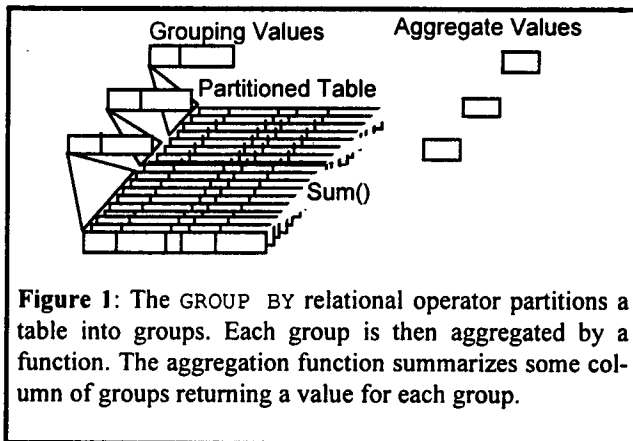 Grouping Values
Aggregate Values
Partitioned Table
Sum()
Figure 1: The GROUP BY relational operator partitions a
table into groups. Each group is then aggregated by a
function. The aggregation function summarizes some col-
umn of groups returning a value for each group.